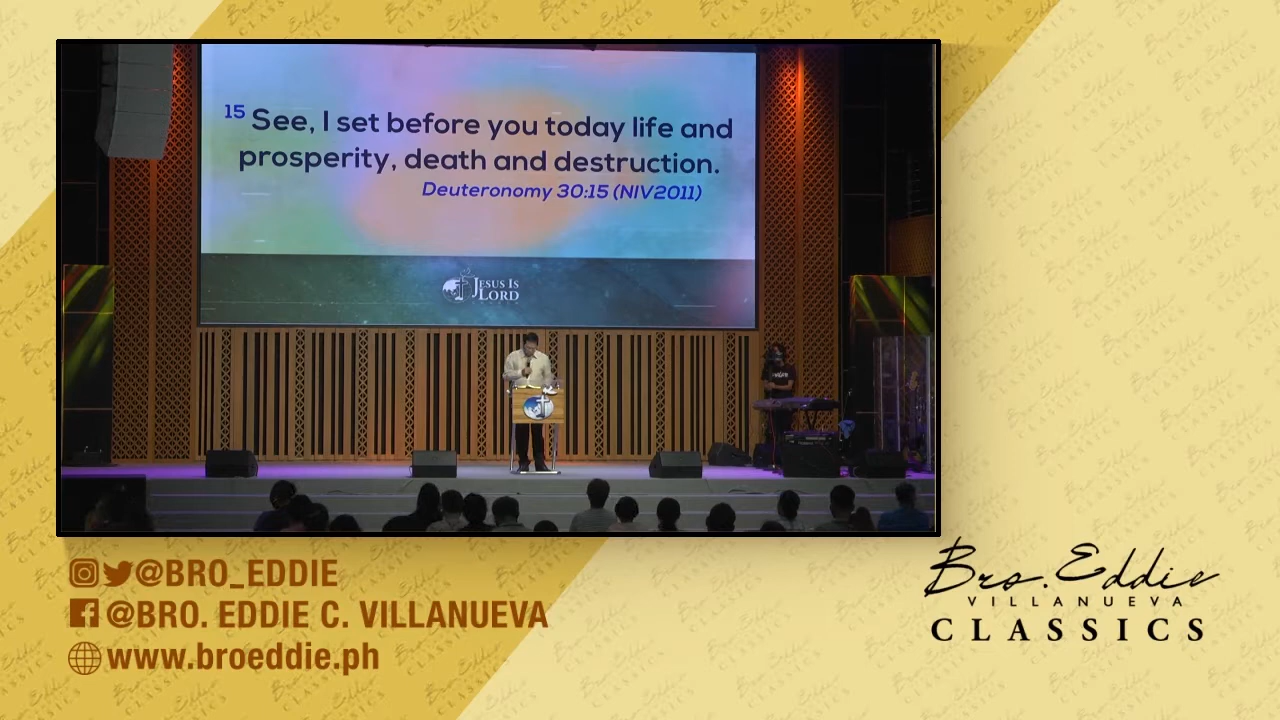 15 See, I set before you today life and
prosperity, death and destruction.
Deuteronomy 30:15 (NIV2011)
JESUS IS
LORD
@BRO_EDDIE
@BRO. EDDIE C. VILLANUEVA
www.broeddie.ph
Bro. Eddie
VILLANUEVA
CLASSICS